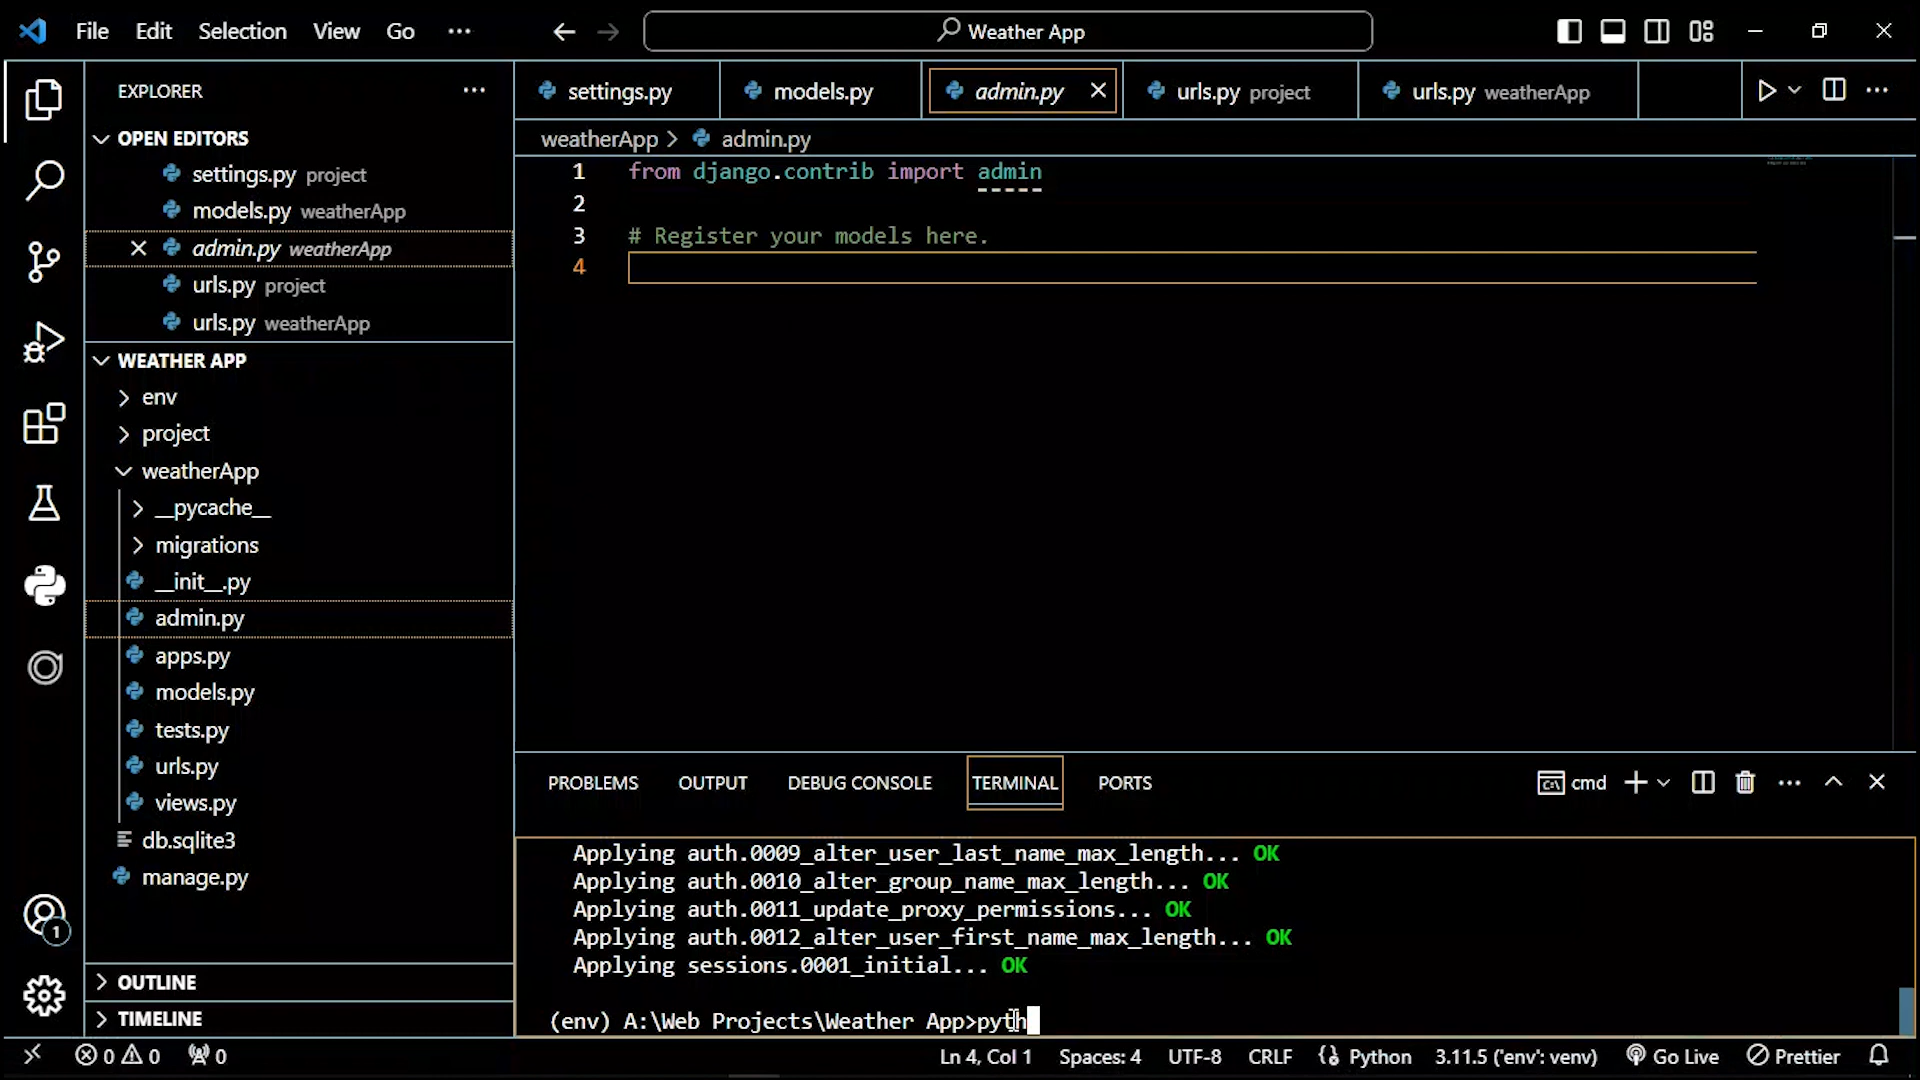 File Edit Selection View Go ··· Weather App
EXPLORER ···
OPEN EDITORS
settings.py project
models.py weatherApp
admin.py weatherApp
urls.py project
urls.py weatherApp
WEATHER APP
env
project
weatherApp
__pycache__
migrations
__init__.py
admin.py
apps.py
models.py
tests.py
urls.py
views.py
db.sqlite3
manage.py
OUTLINE
TIMELINE
1
settings.py models.py admin.py urls.py project urls.py weatherApp
weatherApp > admin.py
1 from django.contrib import admin
2
3 # Register your models here.
4
PROBLEMS OUTPUT DEBUG CONSOLE TERMINAL PORTS cmd
Applying auth.0009_alter_user_last_name_max_length... OK
Applying auth.0010_alter_group_name_max_length... OK
Applying auth.0011_update_proxy_permissions... OK
Applying auth.0012_alter_user_first_name_max_length... OK
Applying sessions.0001_initial... OK
(env) A:\Web Projects\Weather App>pyth
0 0 0 Ln 4, Col 1 Spaces: 4 UTF-8 CRLF Python 3.11.5 ('env': venv) Go Live Prettier